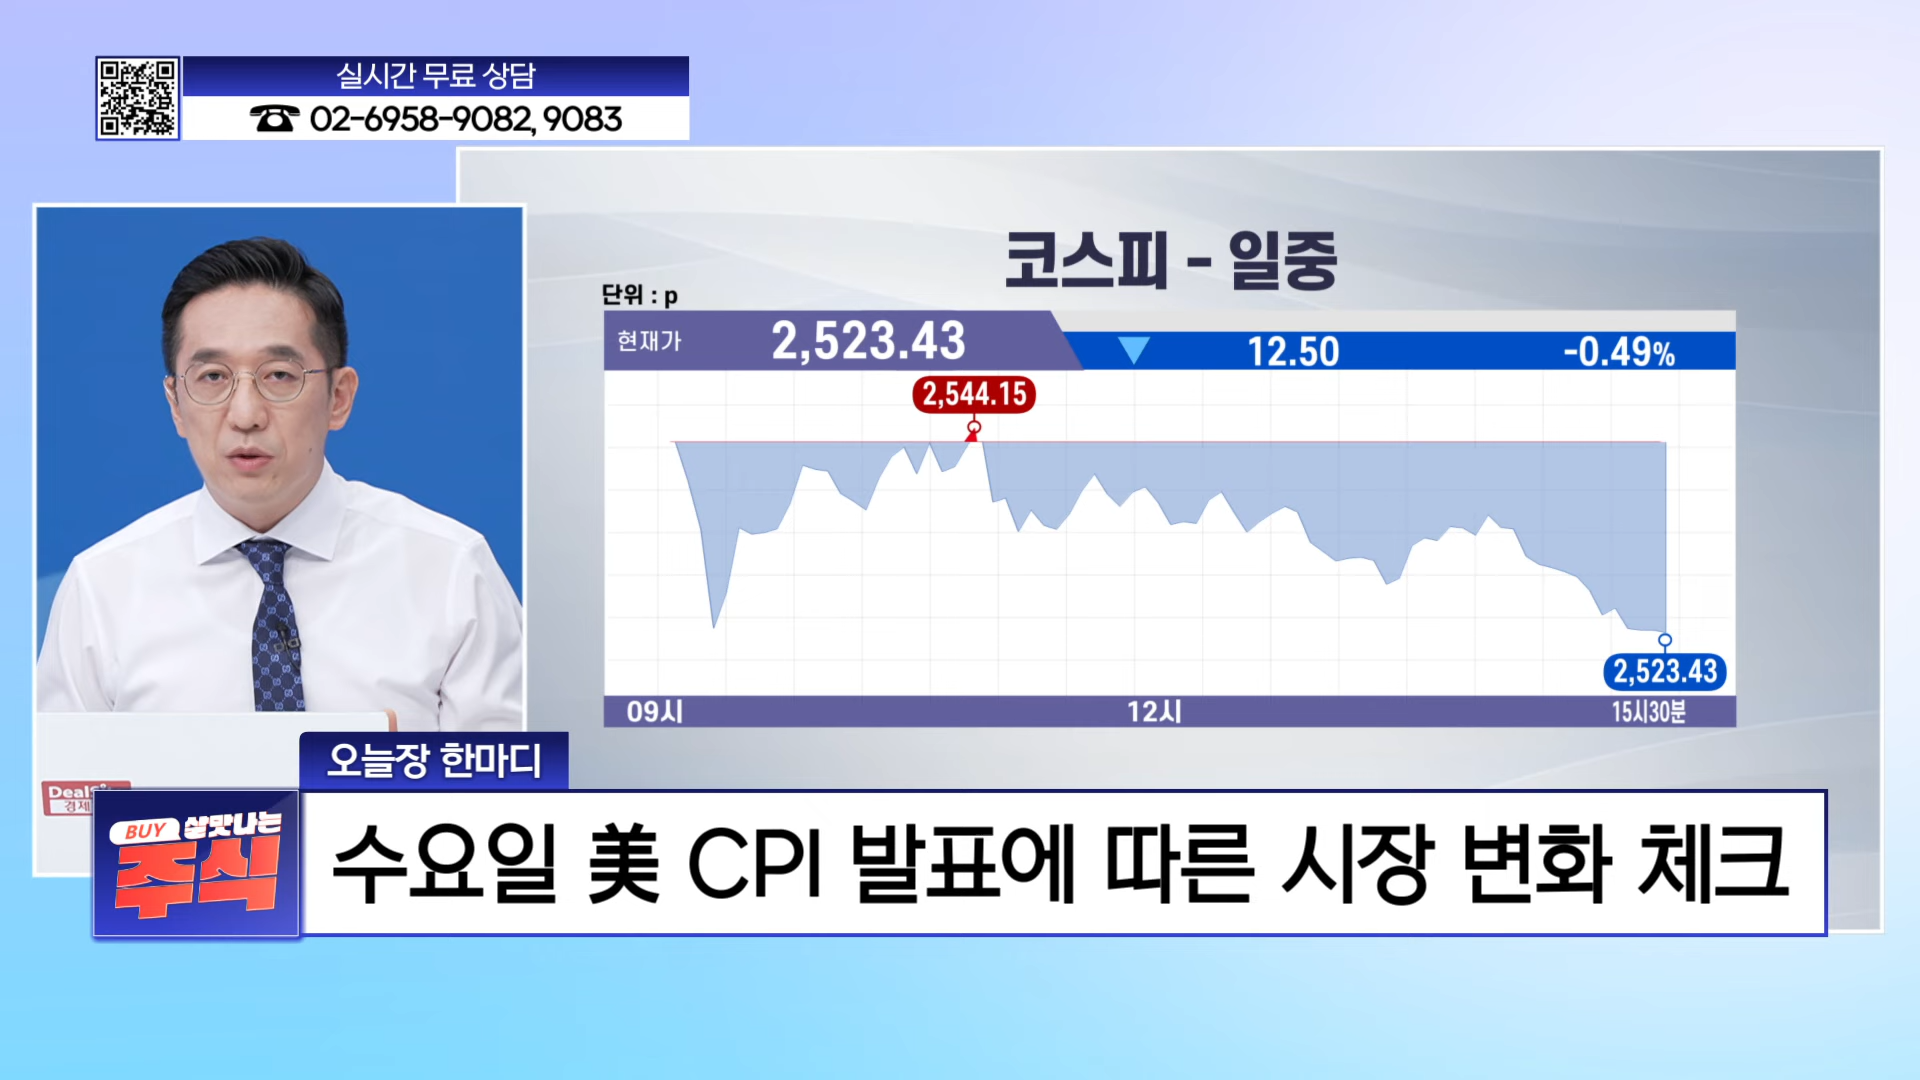 실시간 무료 상담
☎ 02-6958-9082, 9083
코스피 - 일중
단위 : p
현재가 2,523.43 ▼ 12.50 -0.49%
2,544.15
2,523.43
09시 12시 15시30분
오늘장 한마디
경제
BUY 살맛나는
주식
수요일 美 CPI 발표에 따른 시장 변화 체크